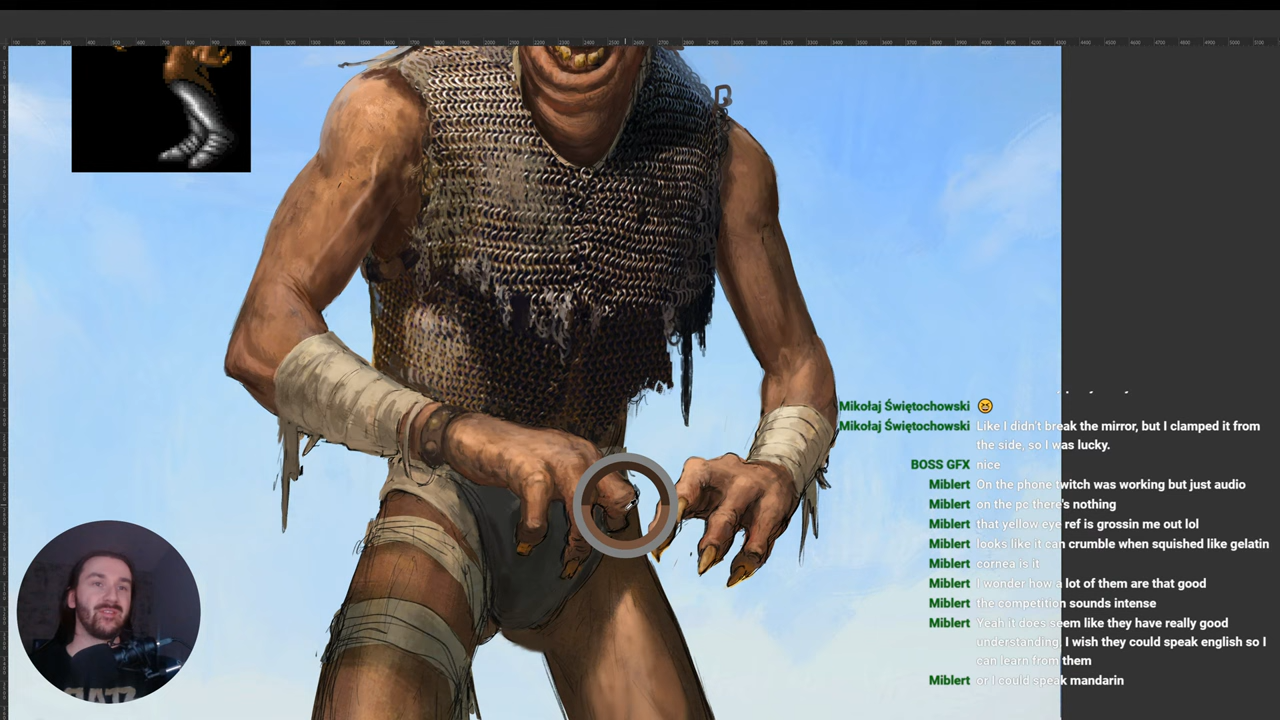 Mikołaj Świętochowski 😆
Mikołaj Świętochowski Like I didn't break the mirror, but I clamped it from
the side, so I was lucky.
BOSS GFX nice
Miblert On the phone twitch was working but just audio
Miblert on the pc there's nothing
Miblert that yellow eye ref is grossin me out lol
Miblert looks like it can crumble when squished like gelatin
Miblert cornea is it
Miblert I wonder how a lot of them are that good
Miblert the competition sounds intense
Miblert Yeah it does seem like they have really good
understanding, I wish they could speak english so I
can learn from them
Miblert or I could speak mandarin